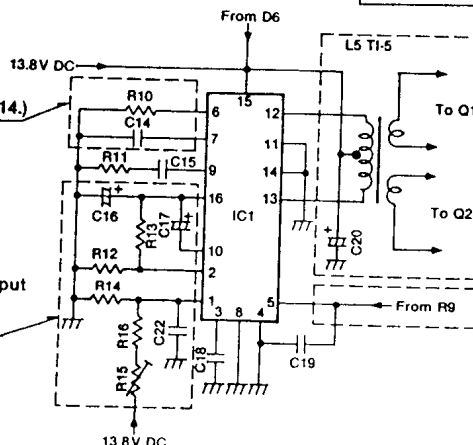 From D6
L5 TI-5
13.8V DC
14.)
R10
6
15
12
To Q1
C14
7
11
R11
C15
9
14
C16
+
16
IC1
13
R13
C17
+
+
C20
To Q2
10
R12
2
put
R14
1
5
From R9
3
8
4
R16
C22
C18
C19
R15
13.8V DC